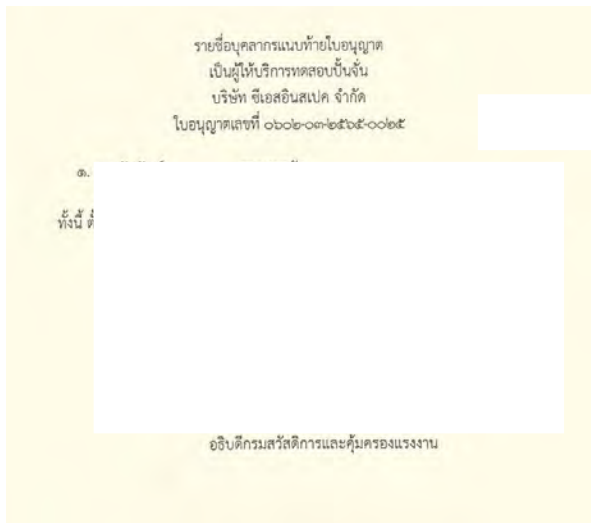 รายชื่อบุคลากรแนบท้ายใบอนุญาต
เป็นผู้ให้บริการทดสอบปั้นจั่น
บริษัท ซีเอสอินสเปค จำกัด
ใบอนุญาตเลขที่ ๐๖๐๒-๐๓-๒๕๖๕-๐๐๒๕
๑.
ทั้งนี้
อธิบดีกรมสวัสดิการและคุ้มครองแรงงาน